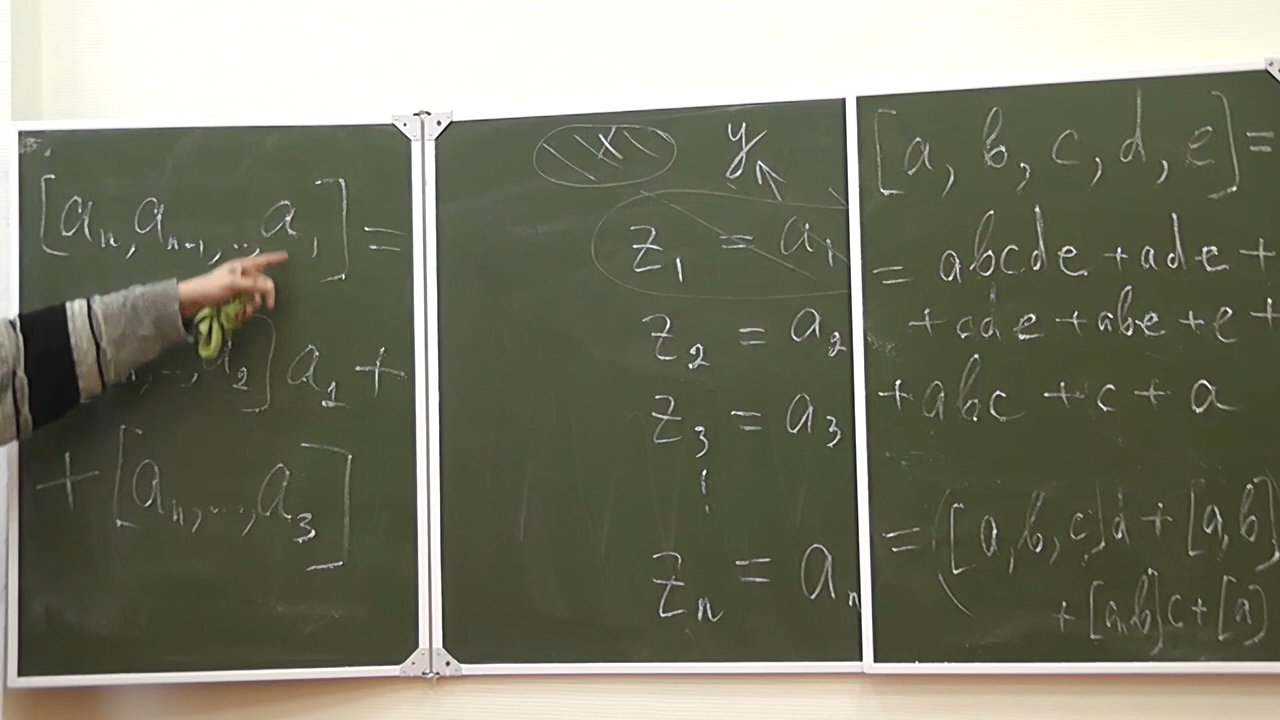 [aₙ, aₙ₋₁, ..., a₁] =
, ..., a₂] a₁ +
+ [aₙ, ..., a₃]
X y
z₁ = a₁
z₂ = a₂
z₃ = a₃
⋮
zₙ = aₙ
[a, b, c, d, e] =
= abcde + ade +
+ cde + abe + e +
+ abc + c + a
= ([a, b, c]d + [a, b]
+ [a, b]c + [a]